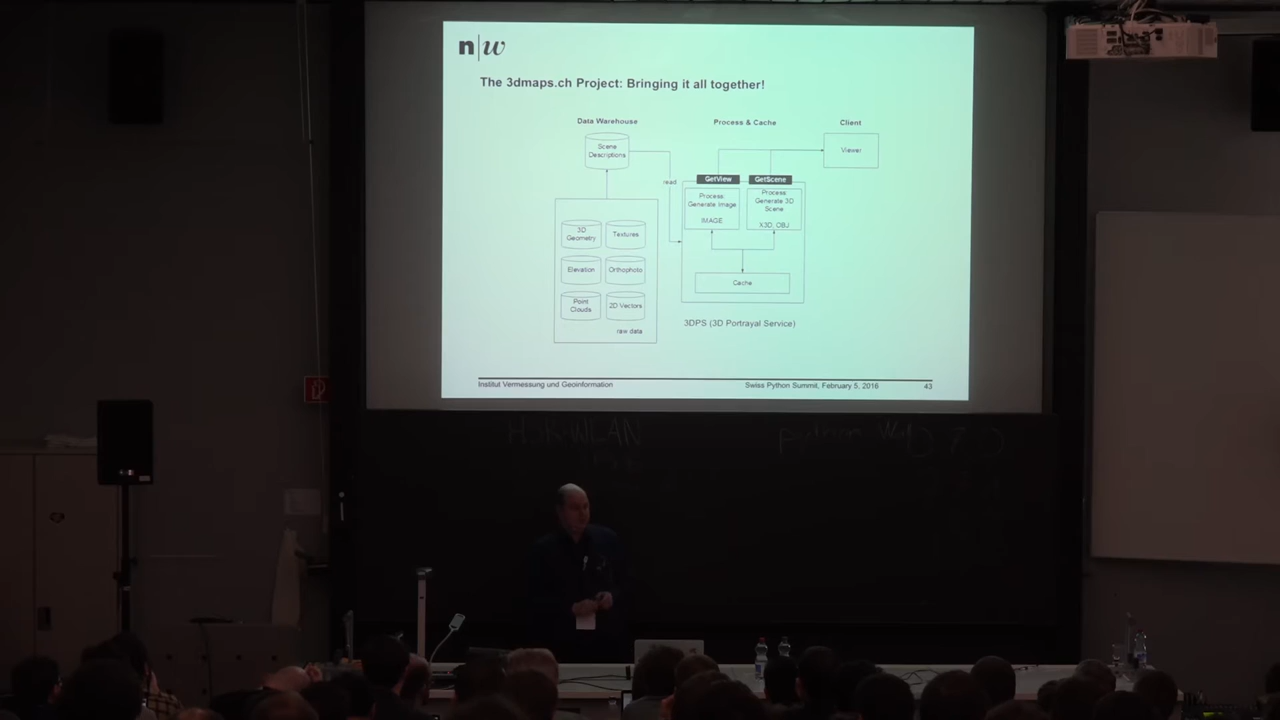 n|w
The 3dmaps.ch Project: Bringing it all together!
Data Warehouse
Process & Cache
Client
Scene
Descriptions
Viewer
read
GetView
GetScene
Process:
Generate Image
IMAGE
Process:
Generate 3D
Scene
X3D, OBJ
3D
Geometry
Textures
Elevation
Orthophoto
Cache
Point
Clouds
2D Vectors
raw data
3DPS (3D Portrayal Service)
Institut Vermessung und Geoinformation
Swiss Python Summit, February 5, 2016
43